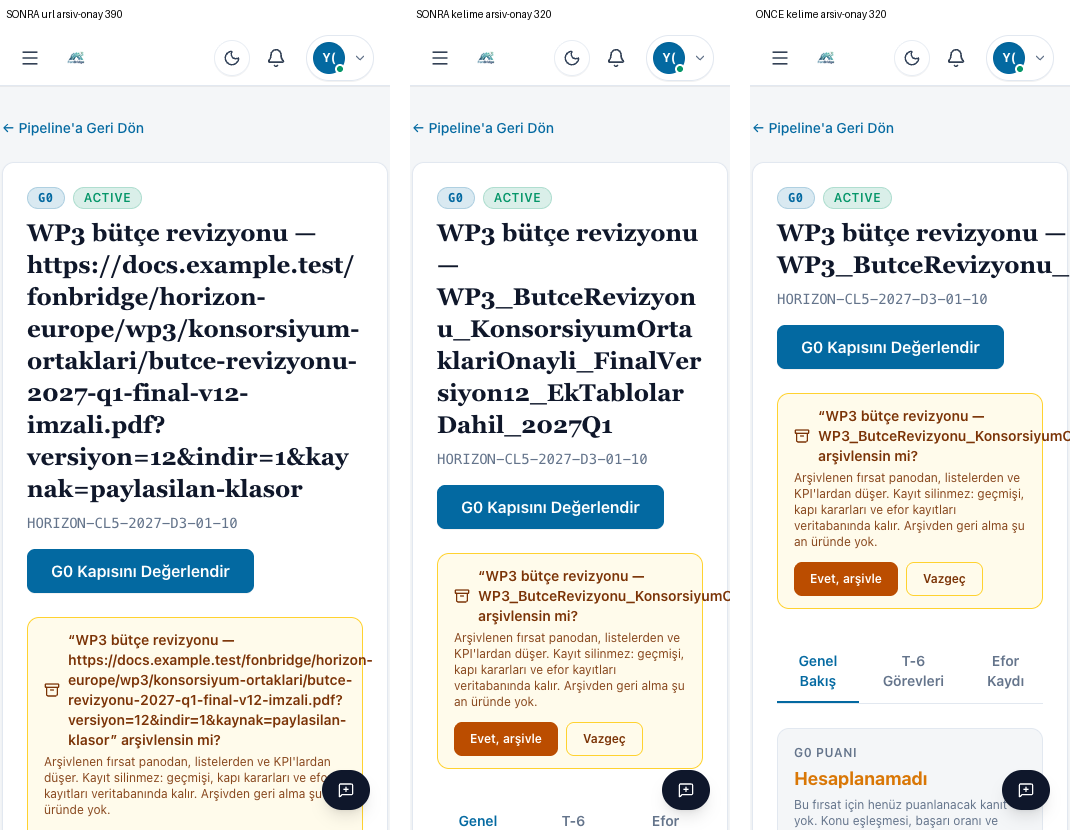 SONRA url arsiv-onay 390
Y(
← Pipeline'a Geri Dön
G0
ACTIVE
WP3 bütçe revizyonu —
https://docs.example.test/
fonbridge/horizon-
europe/wp3/konsorsiyum-
ortaklari/butce-revizyonu-
2027-q1-final-v12-
imzali.pdf?
versiyon=12&indir=1&kay
nak=paylasilan-klasor
HORIZON-CL5-2027-D3-01-10
G0 Kapısını Değerlendir
“WP3 bütçe revizyonu —
https://docs.example.test/fonbridge/horizon-
europe/wp3/konsorsiyum-ortaklari/butce-
revizyonu-2027-q1-final-v12-imzali.pdf?
versiyon=12&indir=1&kaynak=paylasilan-
klasor” arşivlensin mi?
Arşivlenen fırsat panodan, listelerden ve KPI'lardan
düşer. Kayıt silinmez: geçmişi, kapı kararları ve efor
kayıtları veritabanında kalır. Arşivden geri alma şu
üründe yok.
SONRA kelime arsiv-onay 320
Y(
← Pipeline'a Geri Dön
G0
ACTIVE
WP3 bütçe revizyonu
—
WP3_ButceRevizyon
u_KonsorsiyumOrta
klariOnayli_FinalVer
siyon12_EkTablolar
Dahil_2027Q1
HORIZON-CL5-2027-D3-01-10
G0 Kapısını Değerlendir
“WP3 bütçe revizyonu —
WP3_ButceRevizyonu_KonsorsiyumO
arşivlensin mi?
Arşivlenen fırsat panodan, listelerden ve
KPI'lardan düşer. Kayıt silinmez: geçmişi,
kapı kararları ve efor kayıtları
veritabanında kalır. Arşivden geri alma şu
an üründe yok.
Evet, arşivle
Vazgeç
Genel
T-6
Efor
ONCE kelime arsiv-onay 320
Y(
← Pipeline'a Geri Dön
G0
ACTIVE
WP3 bütçe revizyonu —
WP3_ButceRevizyonu_
HORIZON-CL5-2027-D3-01-10
G0 Kapısını Değerlendir
“WP3 bütçe revizyonu —
WP3_ButceRevizyonu_KonsorsiyumO
arşivlensin mi?
Arşivlenen fırsat panodan, listelerden ve
KPI'lardan düşer. Kayıt silinmez: geçmişi,
kapı kararları ve efor kayıtları
veritabanında kalır. Arşivden geri alma şu
an üründe yok.
Evet, arşivle
Vazgeç
Genel
Bakış
T-6
Görevleri
Efor
Kaydı
G0 PUANI
Hesaplanamadı
Bu fırsat için henüz puanlanacak kanıt
yok. Konu eşleşmesi, başarı oranı ve